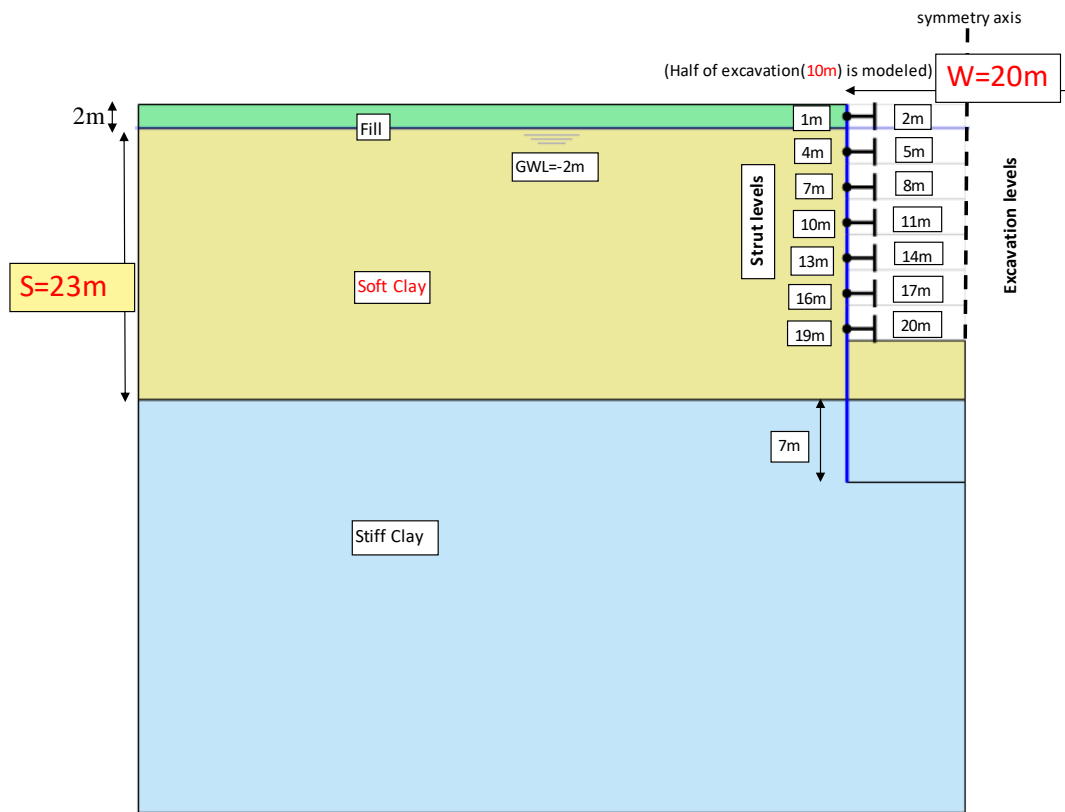 symmetry axis
(Half of excavation(10m) is modeled)
W=20m
2m
Fill
GWL=-2m
1m
2m
4m
5m
7m
8m
10m
11m
13m
14m
16m
17m
19m
20m
Strut levels
Excavation levels
S=23m
Soft Clay
7m
Stiff Clay